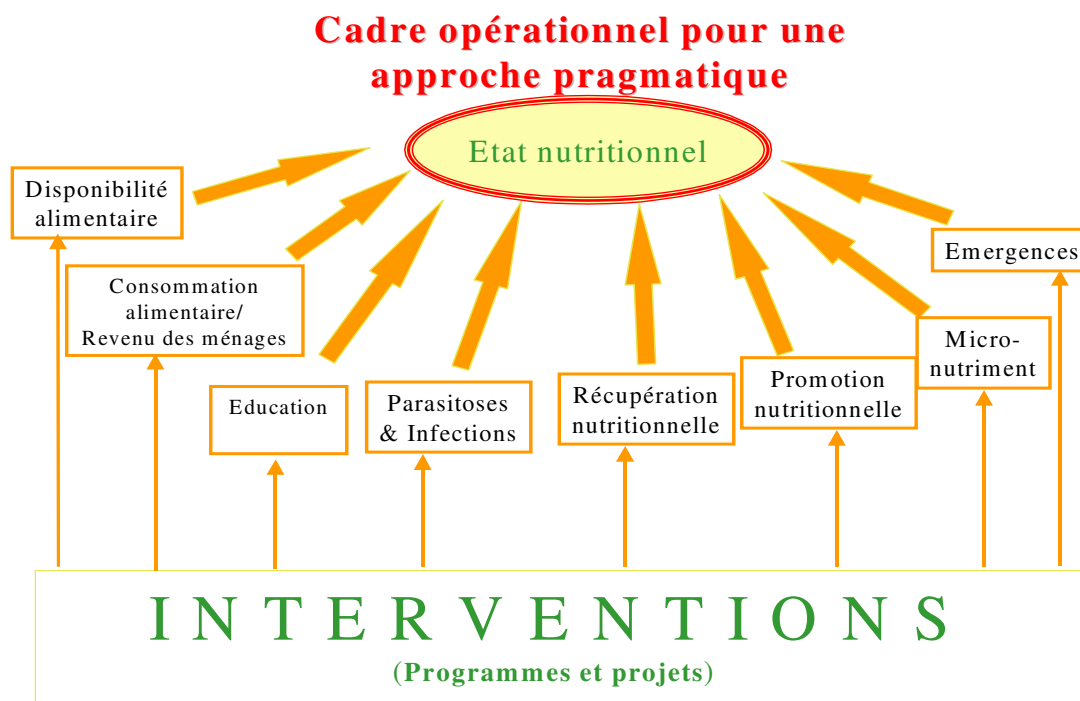 Cadre opérationnel pour une
approche pragmatique
Etat nutritionnel
Disponibilité
alimentaire
Consommation
alimentaire/
Revenu des ménages
Education
Parasitoses
& Infections
Récupération
nutritionnelle
Promotion
nutritionnelle
Micro-
nutriment
Emergences
INTERVENTIONS
(Programmes et projets)